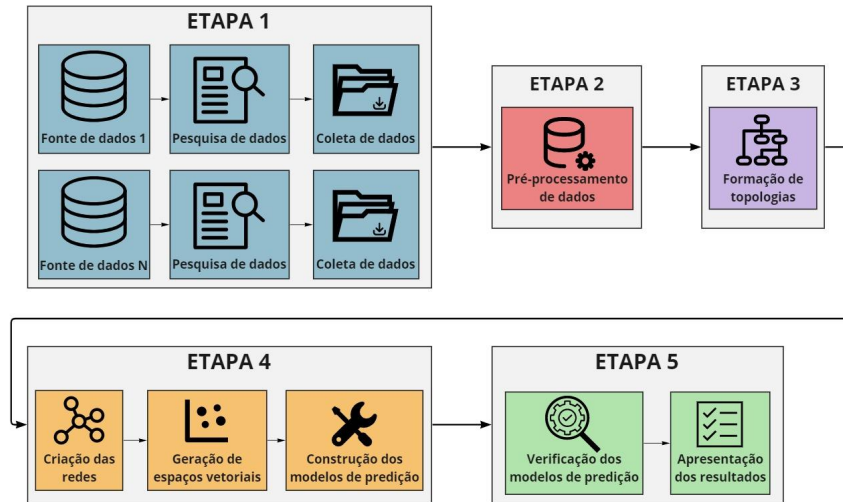 ETAPA 1
Fonte de dados 1
Pesquisa de dados
Coleta de dados
Fonte de dados N
Pesquisa de dados
Coleta de dados
ETAPA 2
Pré-processamento
de dados
ETAPA 3
Formação de
topologias
ETAPA 4
Criação das
redes
Geração de
espaços vetoriais
Construção dos
modelos de predição
ETAPA 5
Verificação dos
modelos de predição
Apresentação
dos resultados